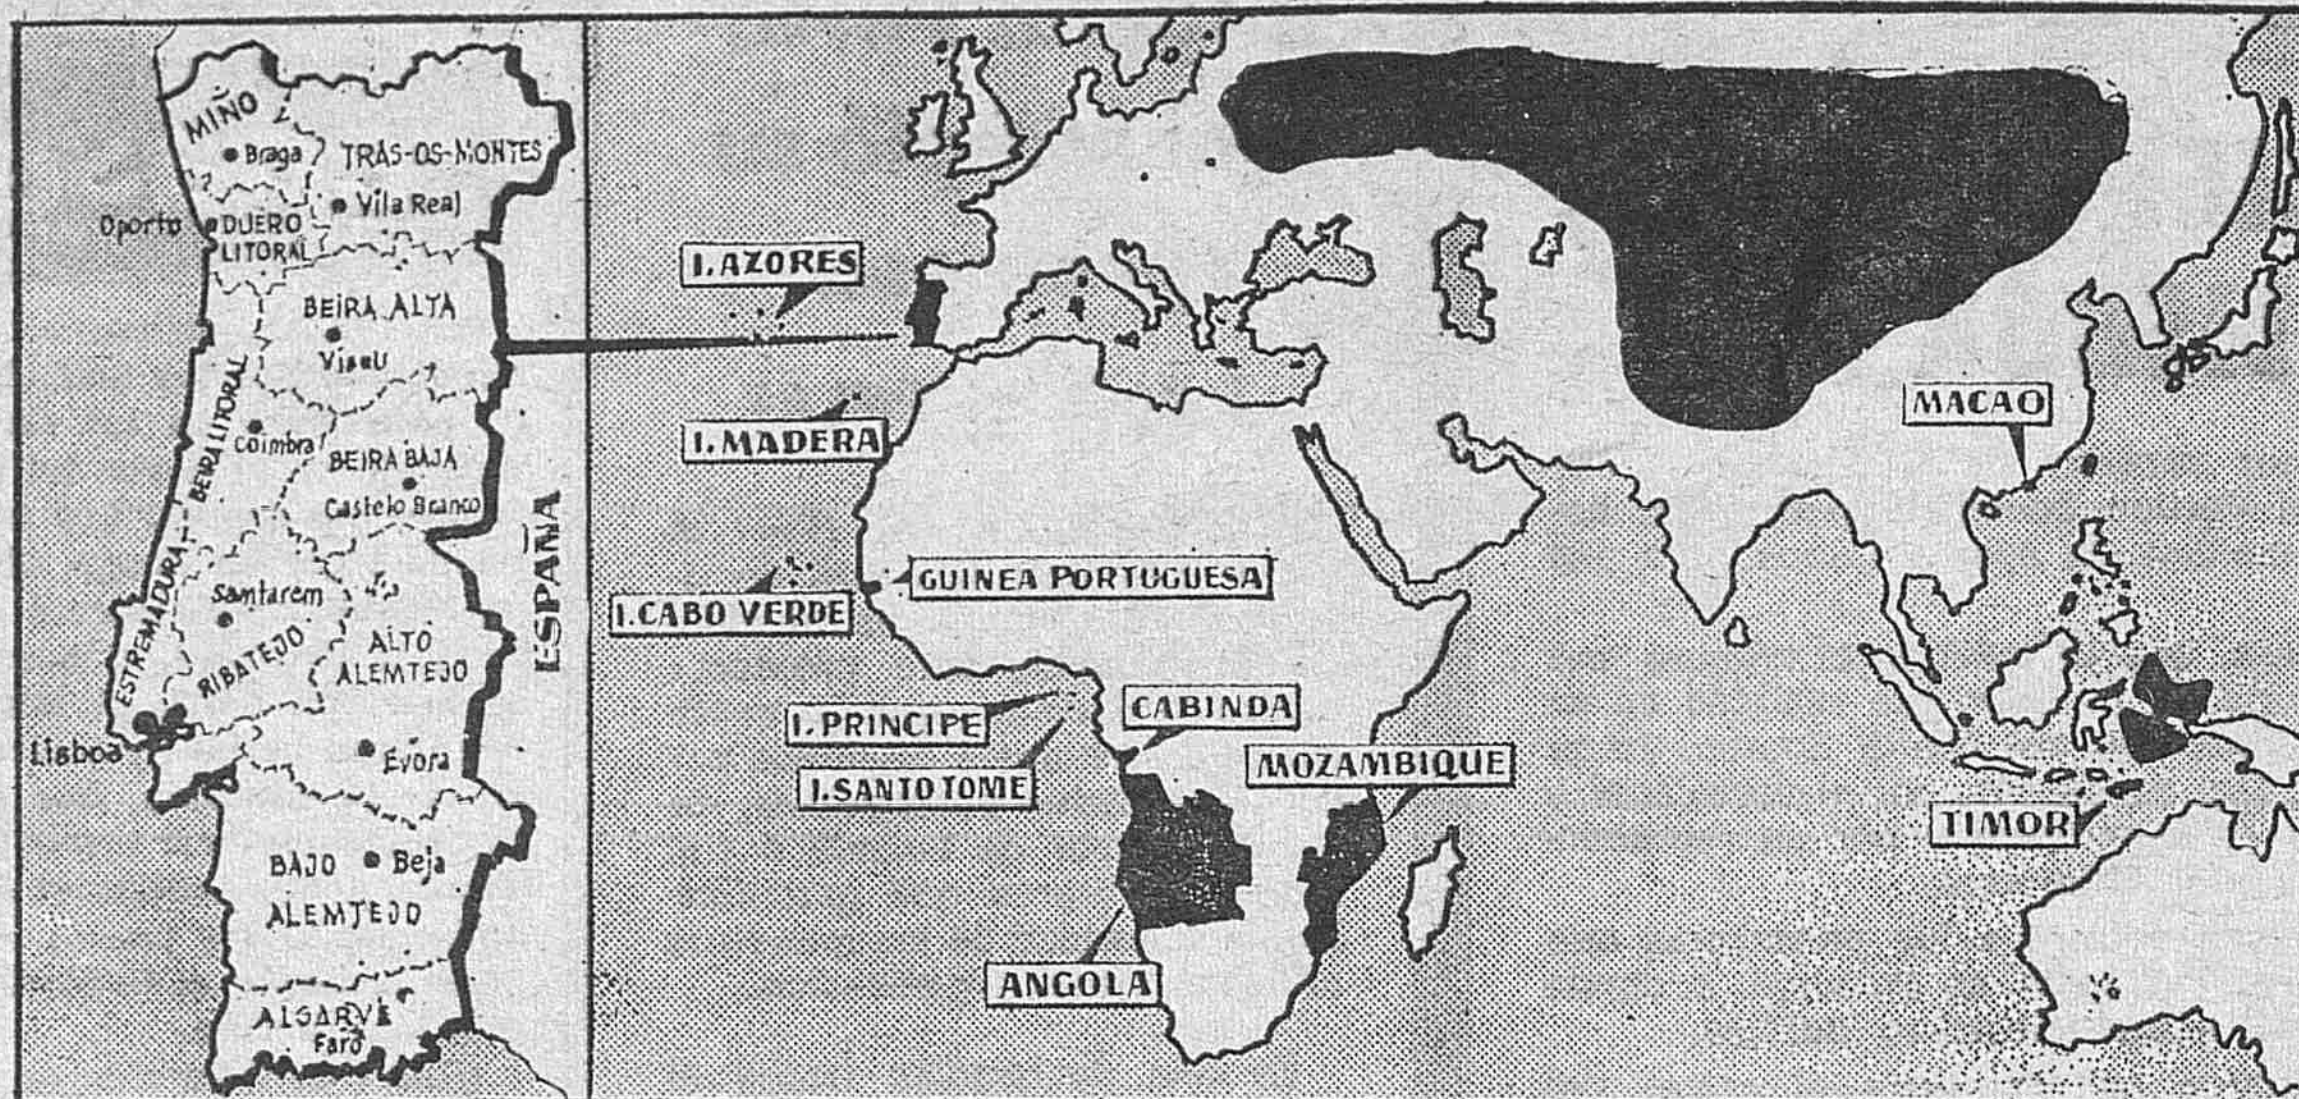 MIÑO
Braga
TRAS-OS-MONTES
Vila Real
Oporto
DUERO
LITORAL
BEIRA ALTA
Viseu
BEIRA LITORAL
Coimbra
BEIRA BAJA
Castelo Branco
ESPAÑA
ESTREMADURA
Santarem
RIBATEJO
ALTO
ALEMTEJO
Lisboa
Évora
BAJO
Beja
ALEMTEJO
ALGARVE
Faro
I. AZORES
I. MADERA
MACAO
GUINEA PORTUGUESA
I. CABO VERDE
CABINDA
I. PRINCIPE
MOZAMBIQUE
I. SANTO TOME
TIMOR
ANGOLA